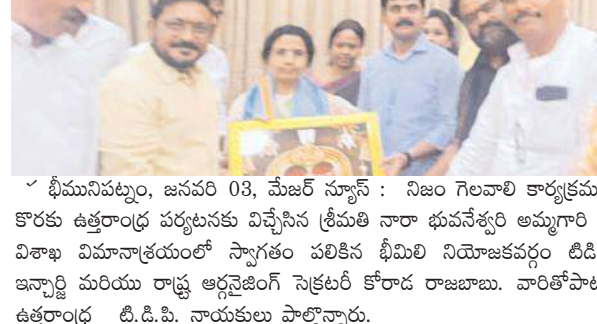 భీమునిపట్నం, జనవరి 03, మేజర్ న్యూస్ : నిజం గెలవాలి కార్యక్రమ
కొరకు ఉత్తరాంధ్ర పర్యటనకు విచ్చేసిన శ్రీమతి నారా భువనేశ్వరి అమ్మగారి
విశాఖ విమానాశ్రయంలో స్వాగతం పలికిన భీమిలి నియోజకవర్గం టిడి
ఇన్చార్జి మరియు రాష్ట్ర ఆర్గనైజింగ్ సెక్రటరీ కోరాడ రాజబాబు. వారితోపాట
ఉత్తరాంధ్ర టి.డి.పి. నాయకులు పాల్గొన్నారు.